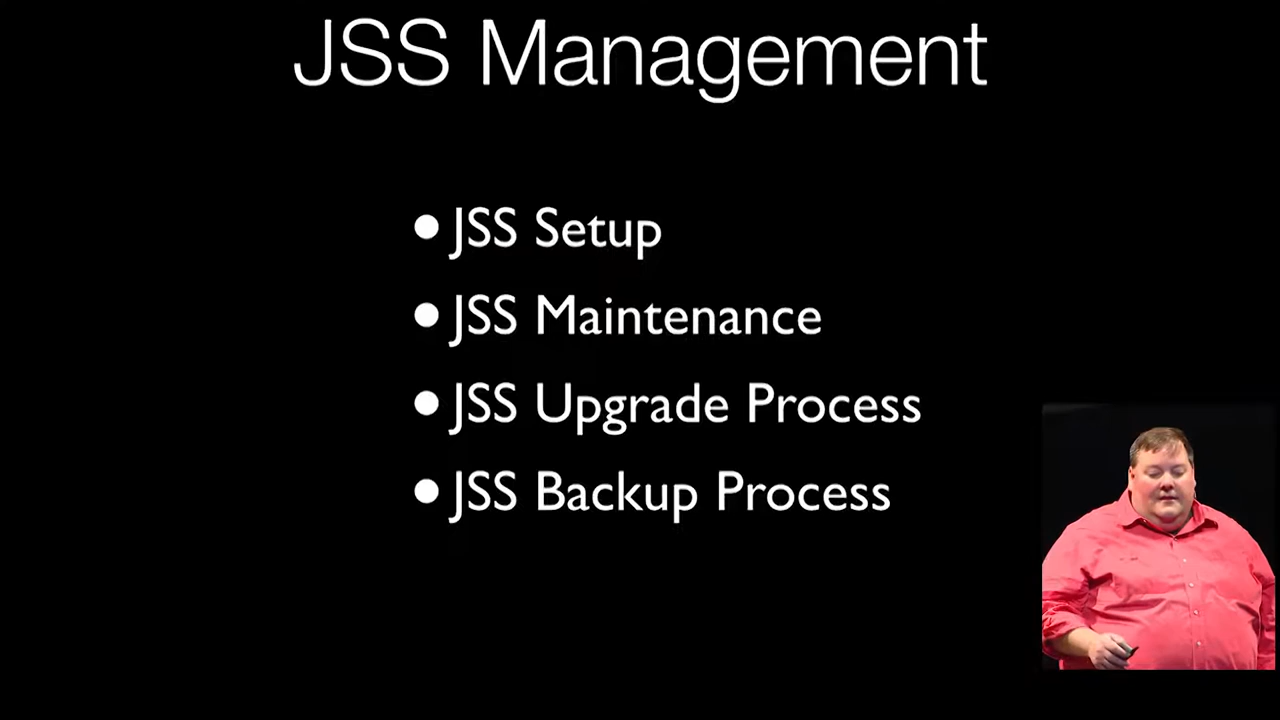 JSS Management
•JSS Setup
•JSS Maintenance
•JSS Upgrade Process
•JSS Backup Process